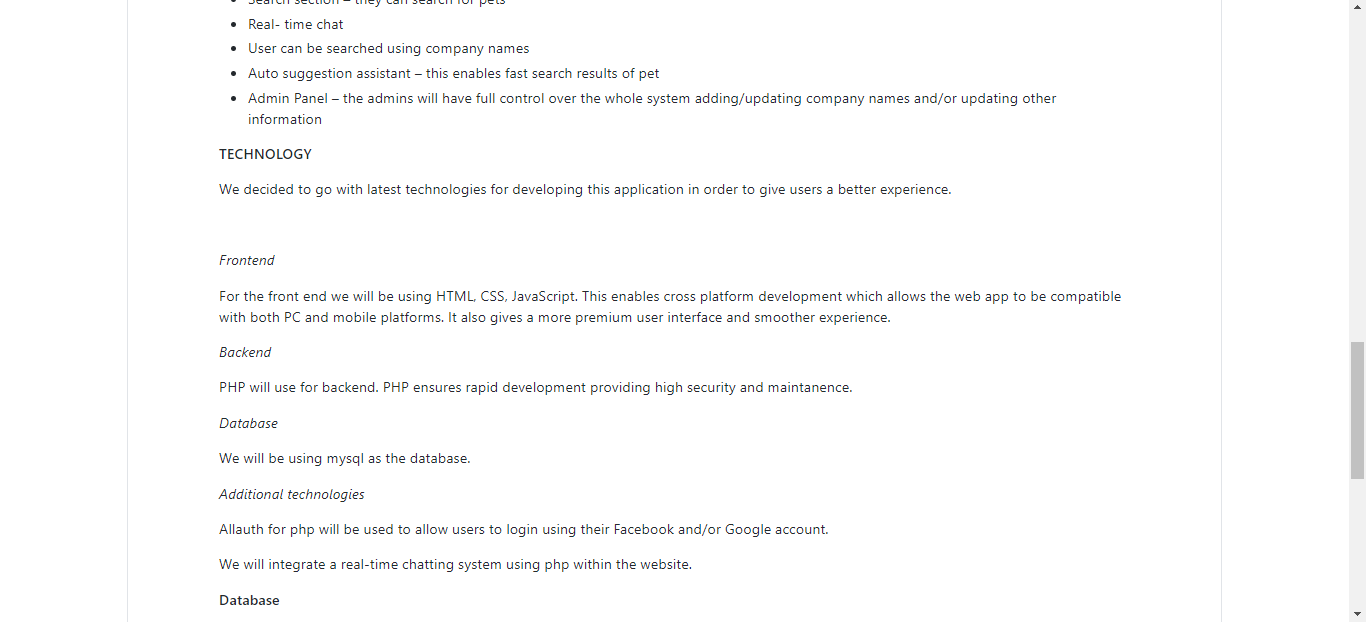 Search section – they can search for pets
Real- time chat
User can be searched using company names
Auto suggestion assistant – this enables fast search results of pet
Admin Panel – the admins will have full control over the whole system adding/updating company names and/or updating other
information
TECHNOLOGY
We decided to go with latest technologies for developing this application in order to give users a better experience.
Frontend
For the front end we will be using HTML, CSS, JavaScript. This enables cross platform development which allows the web app to be compatible
with both PC and mobile platforms. It also gives a more premium user interface and smoother experience.
Backend
PHP will use for backend. PHP ensures rapid development providing high security and maintanence.
Database
We will be using mysql as the database.
Additional technologies
Allauth for php will be used to allow users to login using their Facebook and/or Google account.
We will integrate a real-time chatting system using php within the website.
Database